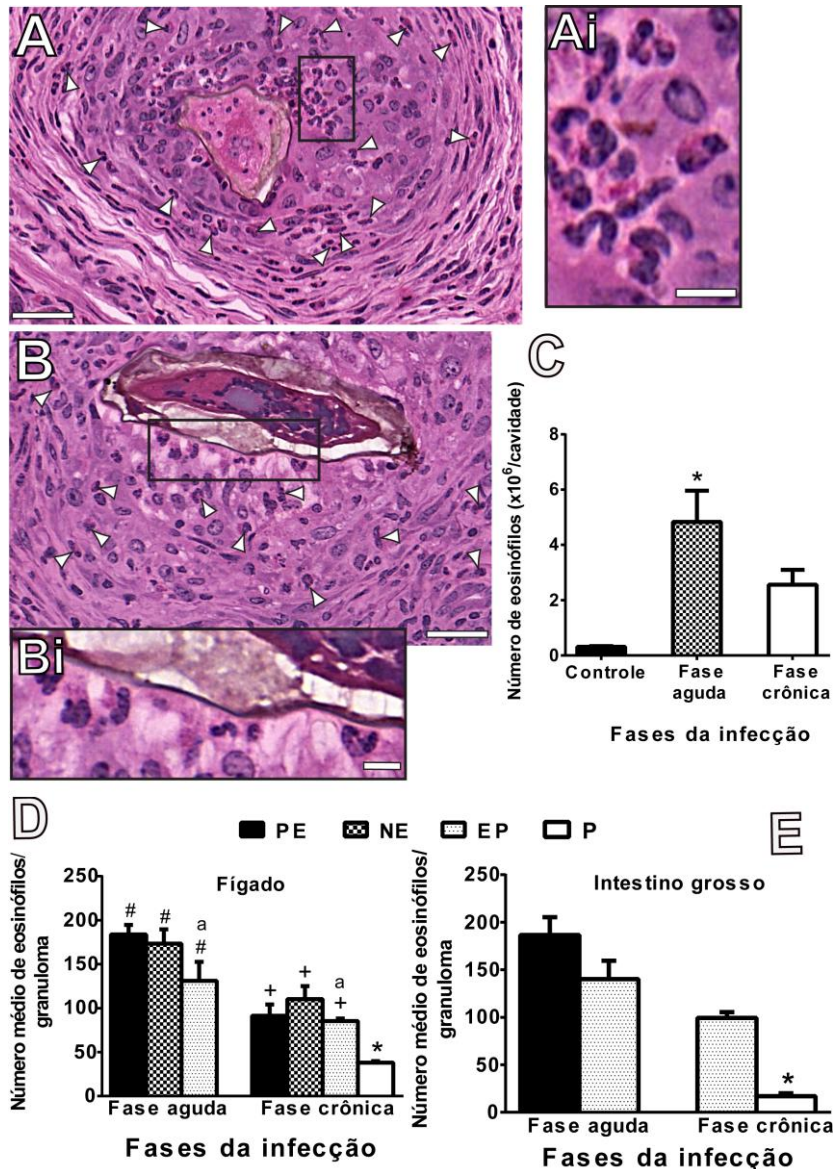 A
Ai
B
Bi
C
Número de eosinófilos (x10⁶/cavidade)
8
6
4
2
0
*
Controle
Fase aguda
Fase crônica
Fases da infecção
D
PE NE EP P
E
Número médio de eosinófilos/
granuloma
250
200
150
100
50
0
Fígado
# # a
#
+ + a
+
*
Fase aguda Fase crônica
Fases da infecção
Número médio de eosinófilos/
granuloma
250
200
150
100
50
0
Intestino grosso
*
Fase aguda Fase crônica
Fases da infecção